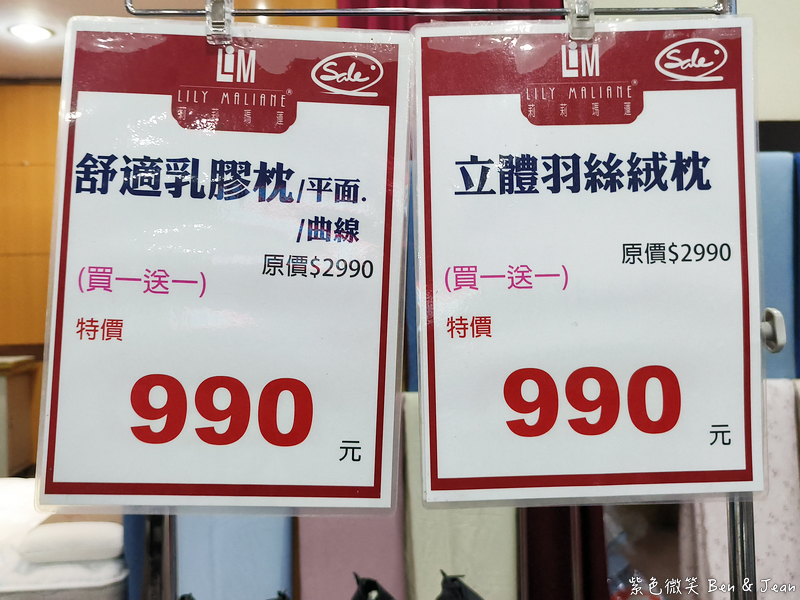 LiM
LILY MALIANE®
莉莉瑪蓮
Sale
舒適乳膠枕/平面.
/曲線
原價$2990
(買一送一)
特價
990
元
LiM
LILY MALIANE®
莉莉瑪蓮
Sale
立體羽絲絨枕
原價$2990
(買一送一)
特價
990
元
紫色微笑 Ben & Jean